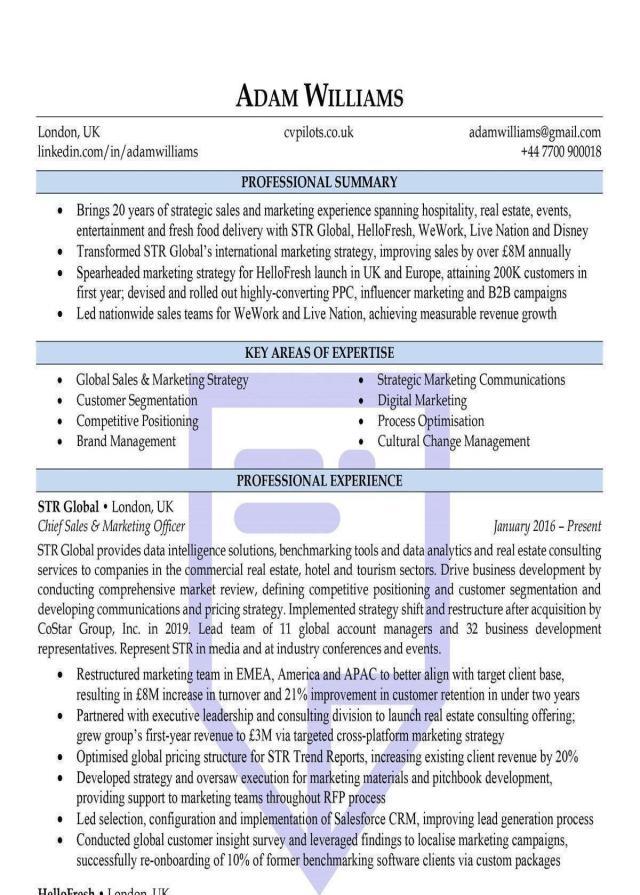 ADAM WILLIAMS
London, UK cvpilots.co.uk adamwilliams@gmail.com
linkedin.com/in/adamwilliams +44 7700 900018
PROFESSIONAL SUMMARY
• Brings 20 years of strategic sales and marketing experience spanning hospitality, real estate, events,
entertainment and fresh food delivery with STR Global, HelloFresh, WeWork, Live Nation and Disney
• Transformed STR Global's international marketing strategy, improving sales by over £8M annually
• Spearheaded marketing strategy for HelloFresh launch in UK and Europe, attaining 200K customers in
first year; devised and rolled out highly-converting PPC, influencer marketing and B2B campaigns
• Led nationwide sales teams for WeWork and Live Nation, achieving measurable revenue growth
KEY AREAS OF EXPERTISE
• Global Sales & Marketing Strategy
• Customer Segmentation
• Competitive Positioning
• Brand Management
• Strategic Marketing Communications
• Digital Marketing
• Process Optimisation
• Cultural Change Management
PROFESSIONAL EXPERIENCE
STR Global • London, UK
Chief Sales & Marketing Officer January 2016 – Present
STR Global provides data intelligence solutions, benchmarking tools and data analytics and real estate consulting
services to companies in the commercial real estate, hotel and tourism sectors. Drive business development by
conducting comprehensive market review, defining competitive positioning and customer segmentation and
developing communications and pricing strategy. Implemented strategy shift and restructure after acquisition by
CoStar Group, Inc. in 2019. Lead team of 11 global account managers and 32 business development
representatives. Represent STR in media and at industry conferences and events.
• Restructured marketing team in EMEA, America and APAC to better align with target client base,
resulting in £8M increase in turnover and 21% improvement in customer retention in under two years
• Partnered with executive leadership and consulting division to launch real estate consulting offering;
grew group's first-year revenue to £3M via targeted cross-platform marketing strategy
• Optimised global pricing structure for STR Trend Reports, increasing existing client revenue by 20%
• Developed strategy and oversaw execution for marketing materials and pitchbook development,
providing support to marketing teams throughout RFP process
• Led selection, configuration and implementation of Salesforce CRM, improving lead generation process
• Conducted global customer insight survey and leveraged findings to localise marketing campaigns,
successfully re-onboarding of 10% of former benchmarking software clients via custom packages
HelloFresh • London, UK